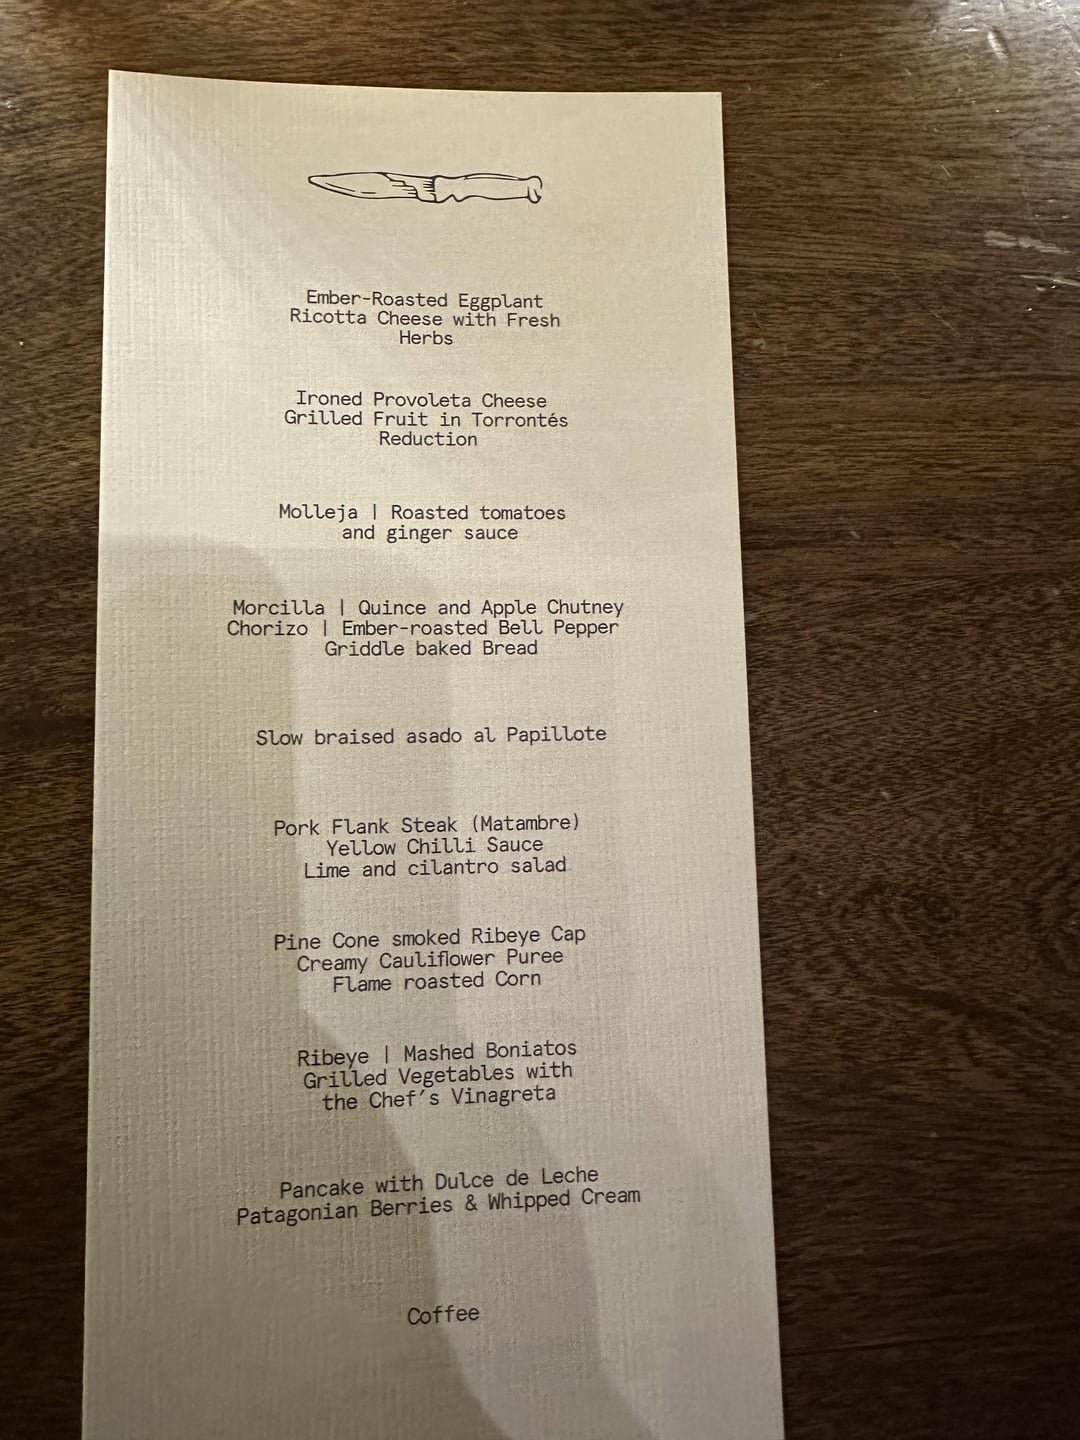 Ember-Roasted Eggplant
Ricotta Cheese with Fresh
Herbs
Ironed Provoleta Cheese
Grilled Fruit in Torrontés
Reduction
Molleja | Roasted tomatoes
and ginger sauce
Morcilla | Quince and Apple Chutney
Chorizo | Ember-roasted Bell Pepper
Griddle baked Bread
Slow braised asado al Papillote
Pork Flank Steak (Matambre)
Yellow Chilli Sauce
Lime and cilantro salad
Pine Cone smoked Ribeye Cap
Creamy Cauliflower Puree
Flame roasted Corn
Ribeye | Mashed Boniatos
Grilled Vegetables with
the Chef's Vinagreta
Pancake with Dulce de Leche
Patagonian Berries & Whipped Cream
Coffee